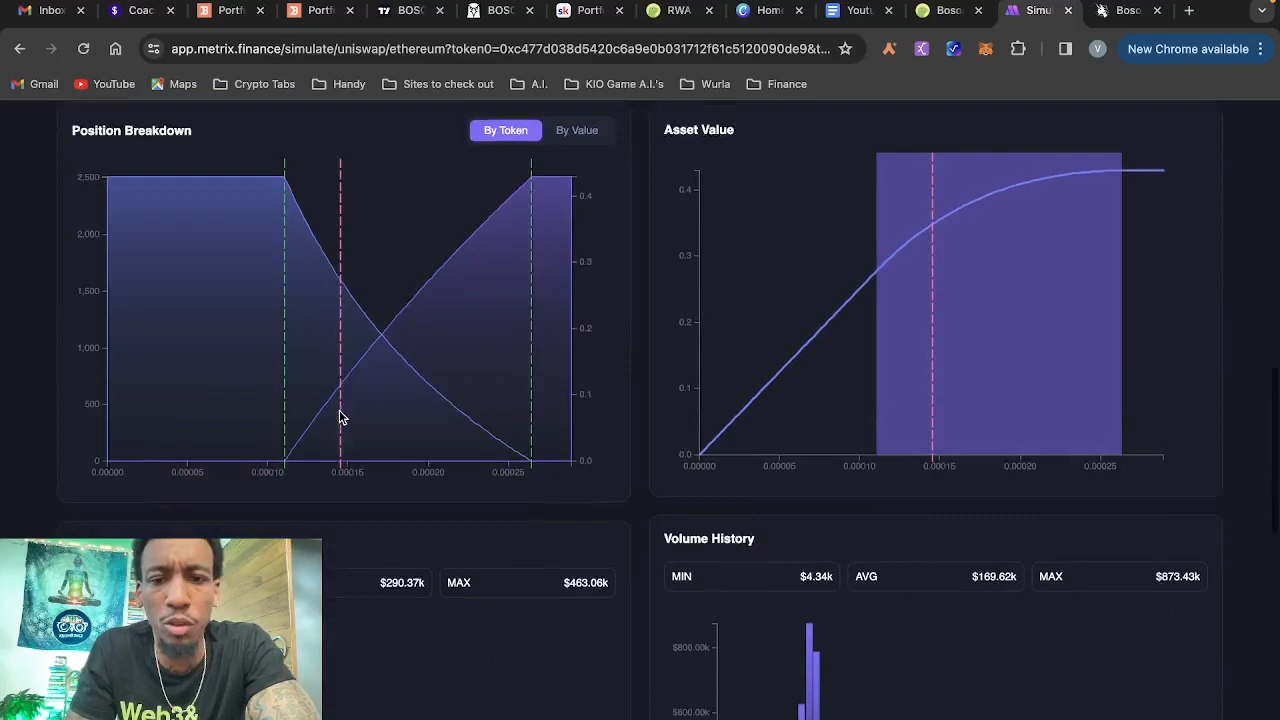 Inbox
Coac
Portf
Portf
BOSC
BOSC
Portf
RWA
Home
Yout
Boso
Simu
Boso
app.metrix.finance/simulate/uniswap/ethereum?token0=0xc477d038d5420c6a9e0b031712f61c5120090de9&t...
V
New Chrome available
Gmail
YouTube
Maps
Crypto Tabs
Handy
Sites to check out
A.I.
KIO Game A.I.'s
Wurla
Finance
Position Breakdown
By Token
By Value
2,500
2,000
1,500
1,000
500
0
0.4
0.3
0.2
0.1
0.0
0.00000
0.00005
0.00010
0.00015
0.00020
0.00025
Asset Value
0.4
0.3
0.2
0.1
0.0
0.00000
0.00005
0.00010
0.00015
0.00020
0.00025
$290.37k
MAX
$463.06k
Volume History
MIN
$4.34k
AVG
$169.62k
MAX
$873.43k
$800.00k
$600.00k
Web3&